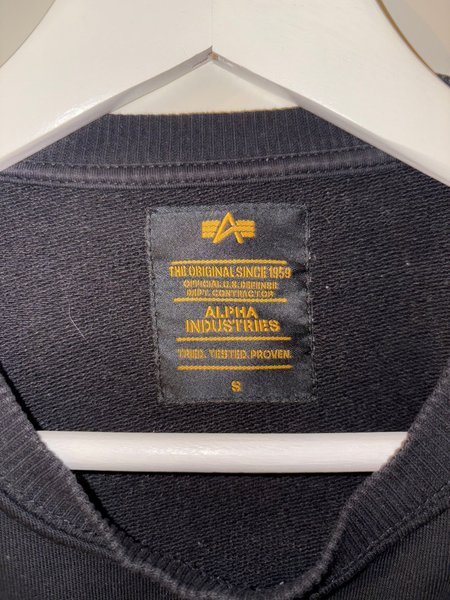 THE ORIGINAL SINCE 1959
OFFICIAL U.S. DEFENSE
DEPT. CONTRACTOR
ALPHA
INDUSTRIES
TRIED. TESTED. PROVEN.
S